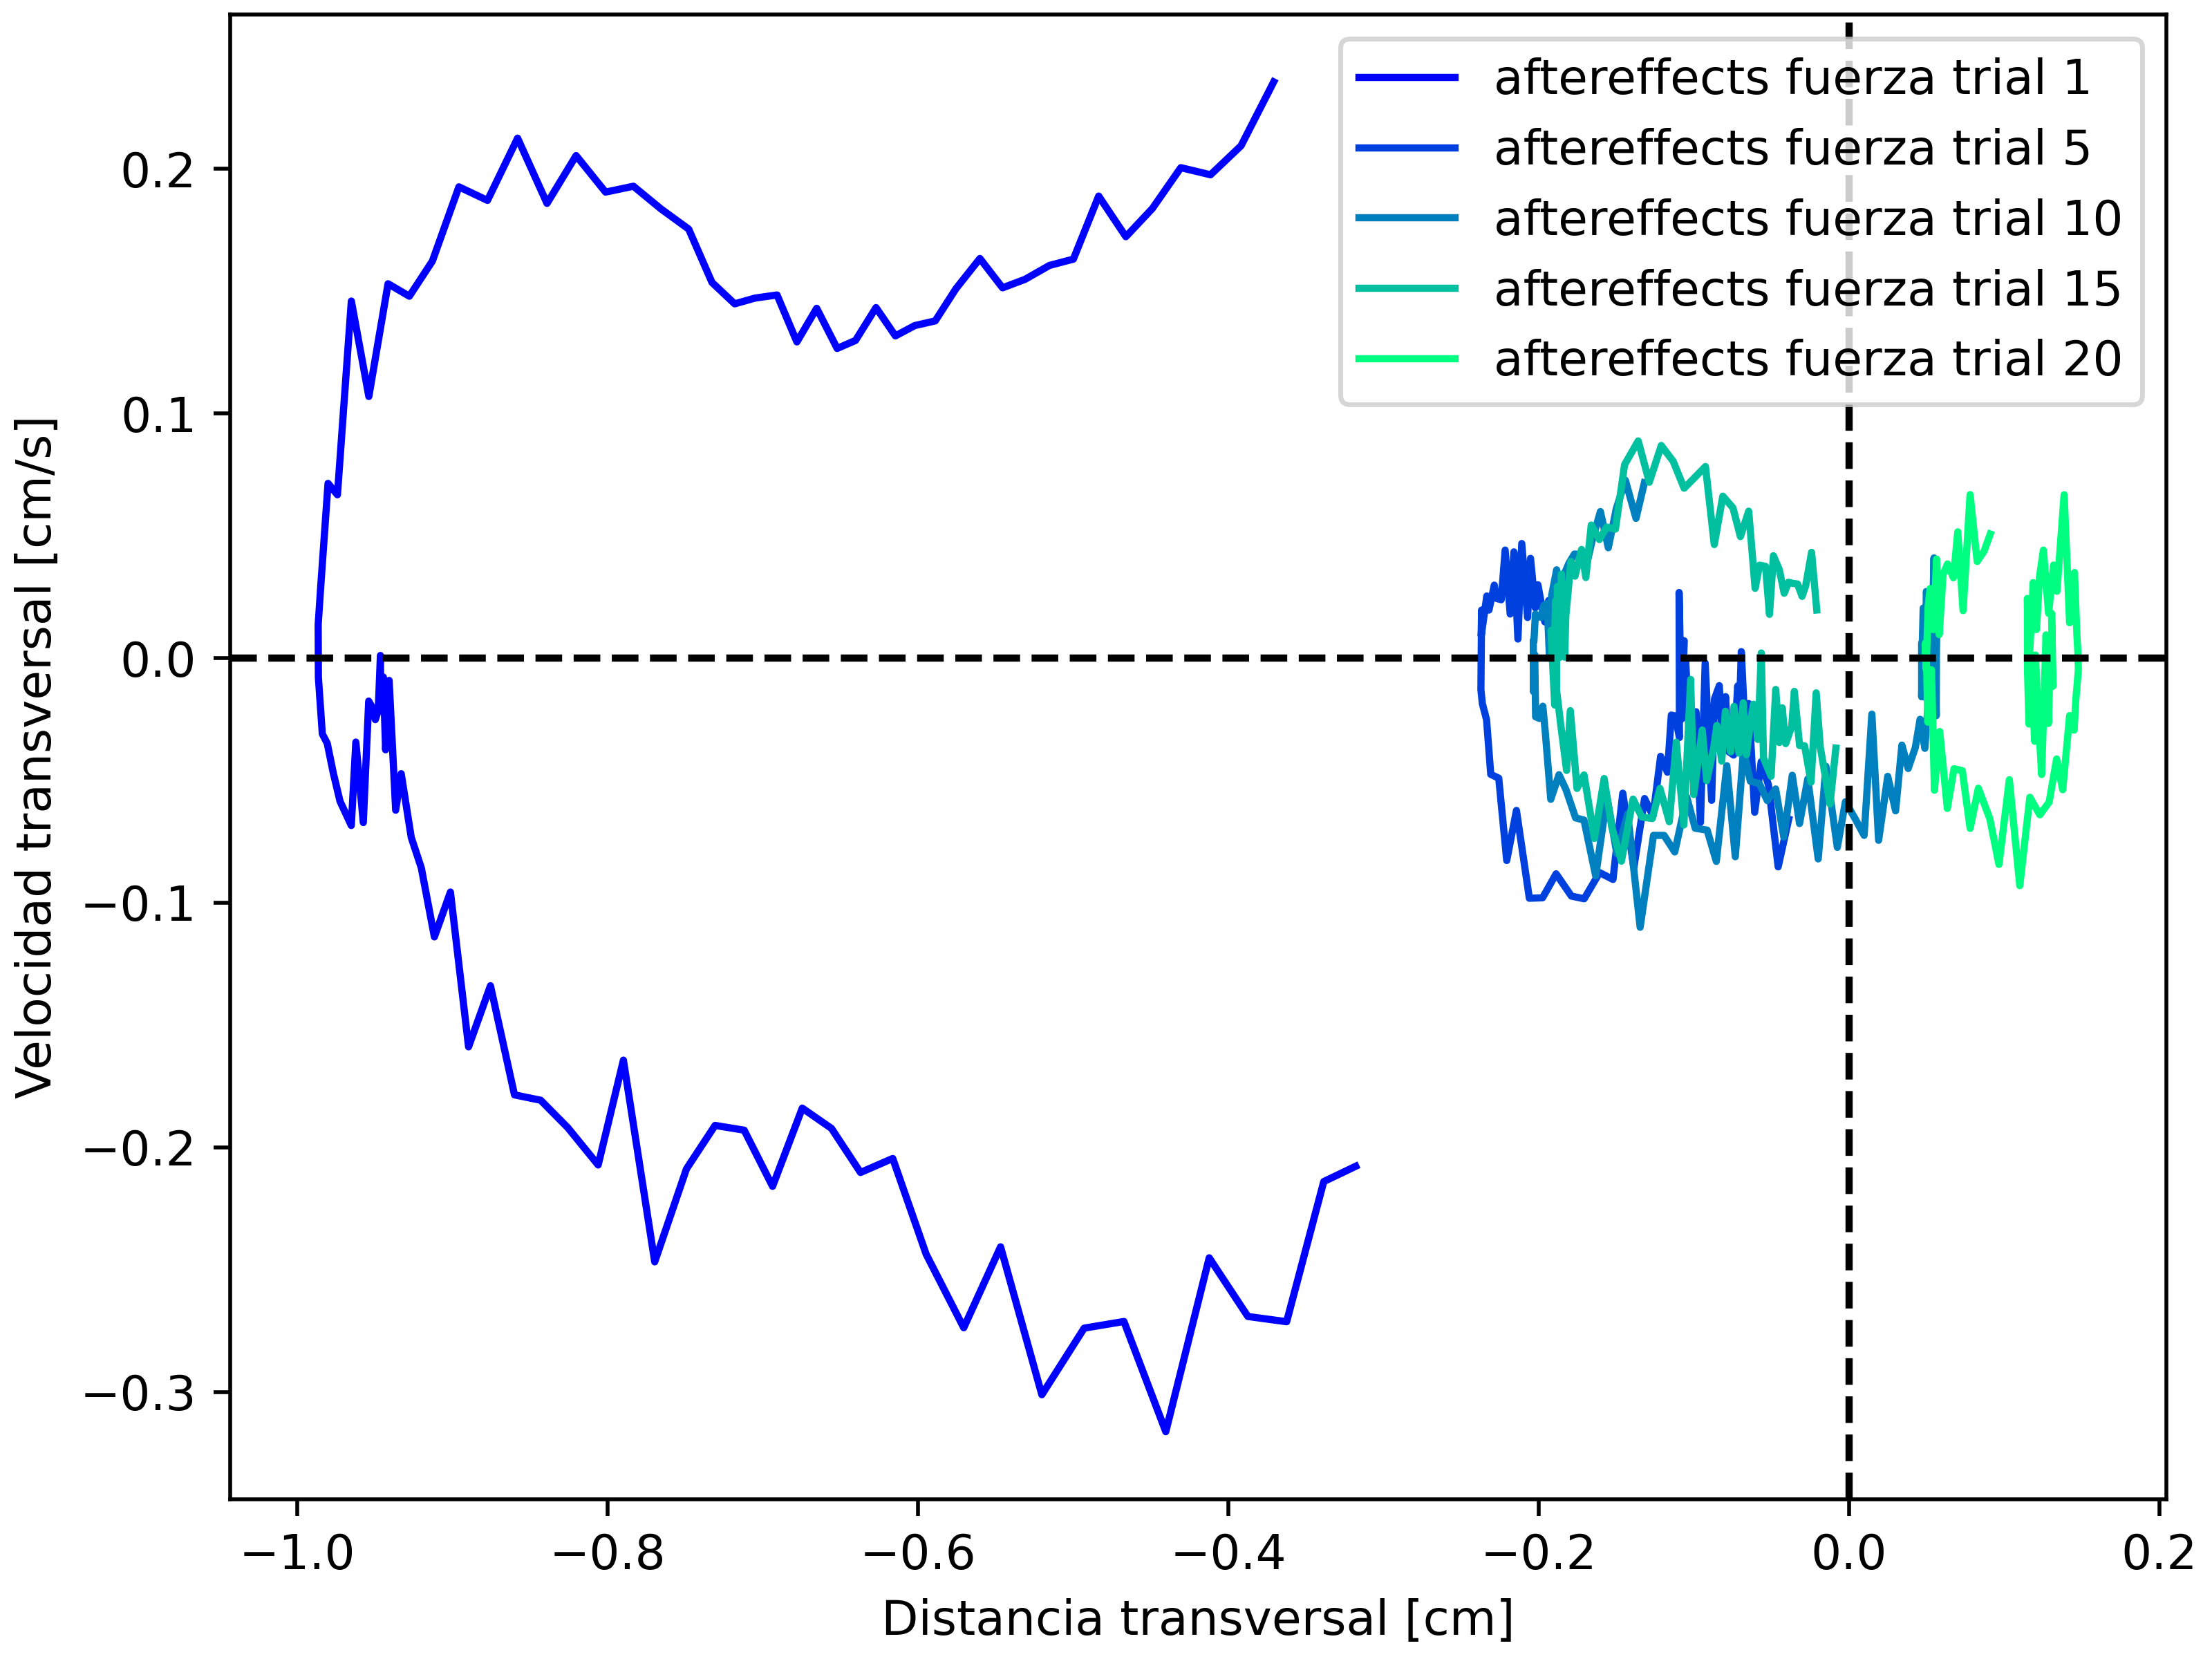 aftereffects fuerza trial 1
aftereffects fuerza trial 5
aftereffects fuerza trial 10
aftereffects fuerza trial 15
aftereffects fuerza trial 20
Velocidad transversal [cm/s]
0.2
0.1
0.0
−0.1
−0.2
−0.3
−1.0 −0.8 −0.6 −0.4 −0.2 0.0 0.2
Distancia transversal [cm]